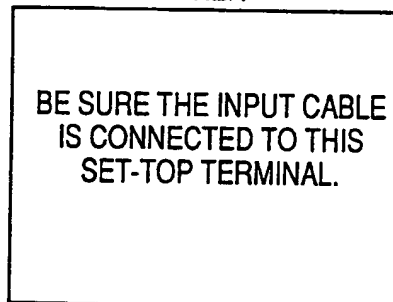 BE SURE THE INPUT CABLE
IS CONNECTED TO THIS
SET-TOP TERMINAL.